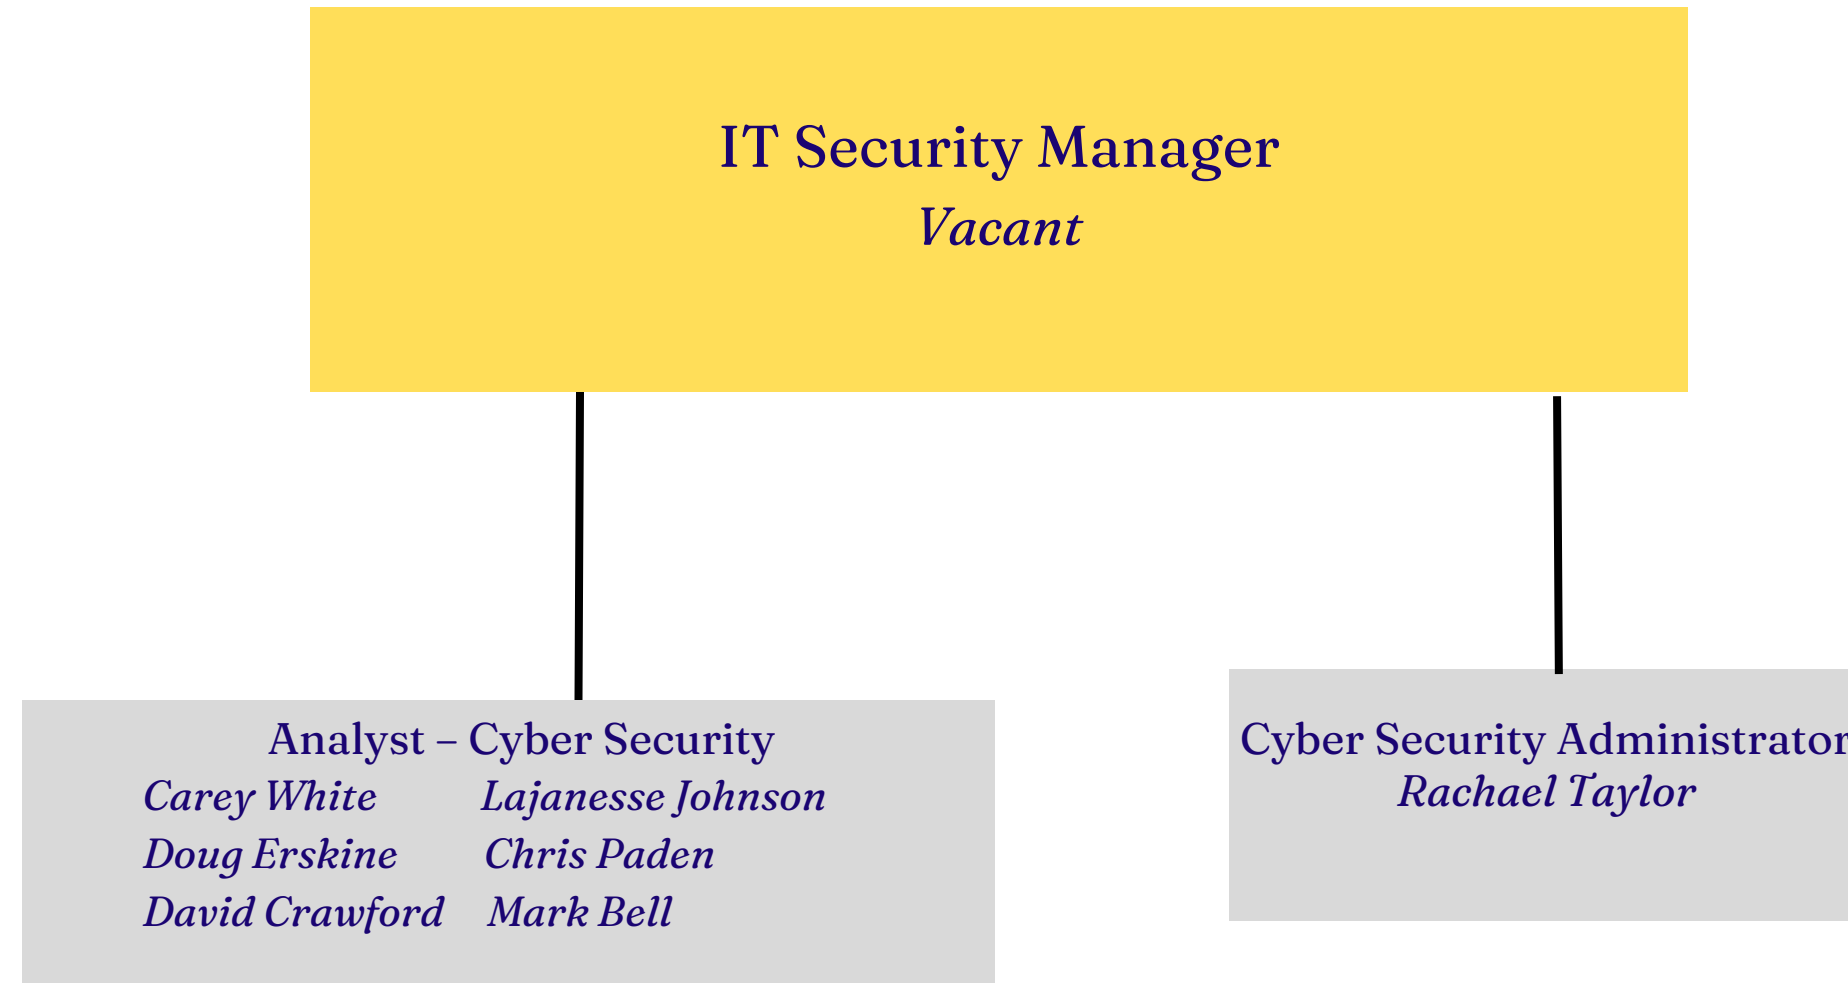 IT Security Manager
Vacant
Analyst – Cyber Security
Carey White Lajanesse Johnson
Doug Erskine Chris Paden
David Crawford Mark Bell
Cyber Security Administrator
Rachael Taylor